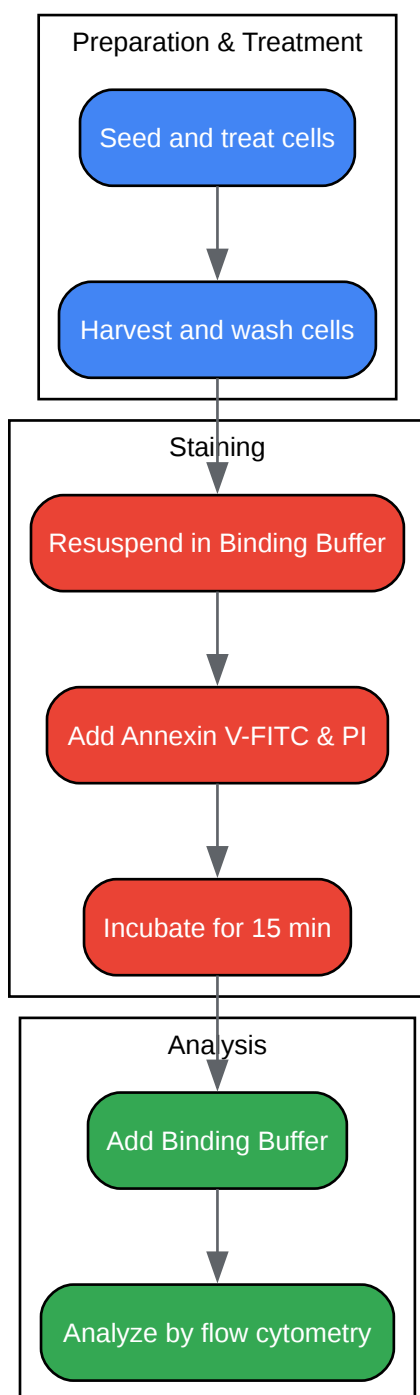 Preparation & Treatment
Seed and treat cells
Harvest and wash cells
Staining
Resuspend in Binding Buffer
Add Annexin V-FITC & PI
Incubate for 15 min
Analysis
Add Binding Buffer
Analyze by flow cytometry